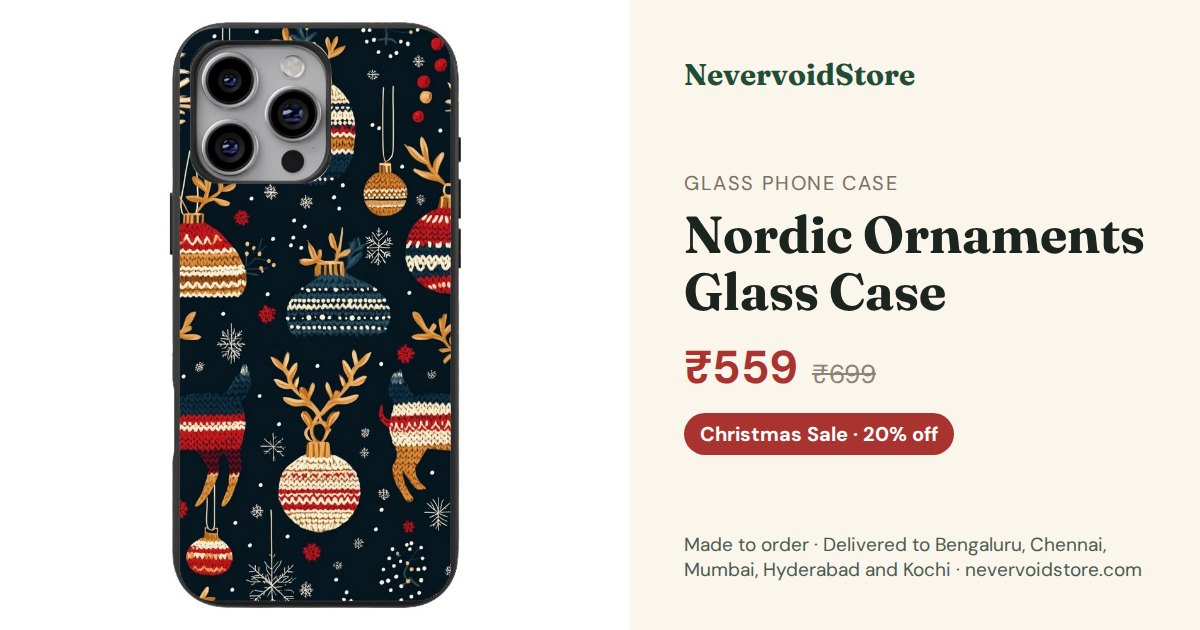 NevervoidStore
GLASS PHONE CASE
Nordic Ornaments
Glass Case
₹559 ₹699
Christmas Sale · 20% off
Made to order · Delivered to Bengaluru, Chennai,
Mumbai, Hyderabad and Kochi · nevervoidstore.com